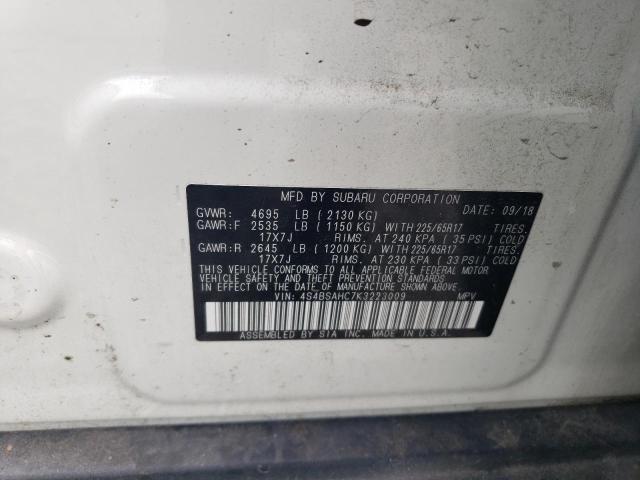 MFD BY SUBARU CORPORATION
GVWR: 4695 LB ( 2130 KG) DATE: 09/18
GAWR:F 2535 LB ( 1150 KG) WITH 225/65R17 TIRES.
17X7J RIMS. AT 240 KPA ( 35 PSI) COLD
GAWR:R 2645 LB ( 1200 KG) WITH 225/65R17 TIRES.
17X7J RIMS. AT 230 KPA ( 33 PSI) COLD
THIS VEHICLE CONFORMS TO ALL APPLICABLE FEDERAL MOTOR
VEHICLE SAFETY AND THEFT PREVENTION STANDARDS IN EFFECT
ON THE DATE OF MANUFACTURE SHOWN ABOVE.
VIN: 4S4BSAHC7K3223009 MPV
ASSEMBLED BY SIA INC. MADE IN U.S.A.